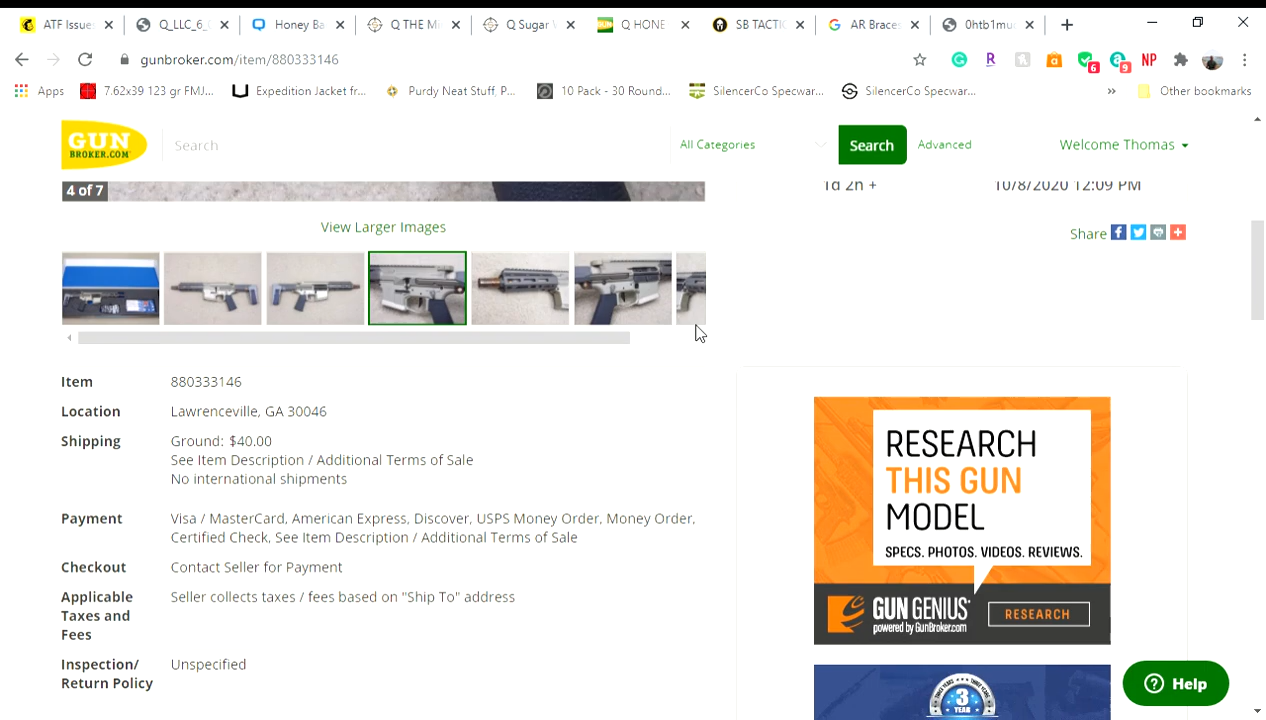 ATF Issue
Q_LLC_6_
Honey Ba
Q THE M
Q Sugar
Q HONE
SB TACTIC
AR Brace
0htb1mu
gunbroker.com/item/880333146
6
9
NP
Apps
7.62x39 123 gr FMJ...
Expedition Jacket fr...
Purdy Neat Stuff, P...
10 Pack - 30 Round...
SilencerCo Specwar...
SilencerCo Specwar...
»
Other bookmarks
GUN
BROKER.COM
Search
All Categories
Search
Advanced
Welcome Thomas
4 of 7
1d 2h +
10/8/2020 12:09 PM
View Larger Images
Share
Item
880333146
Location
Lawrenceville, GA 30046
Shipping
Ground: $40.00
See Item Description / Additional Terms of Sale
No international shipments
Payment
Visa / MasterCard, American Express, Discover, USPS Money Order, Money Order,
Certified Check, See Item Description / Additional Terms of Sale
Checkout
Contact Seller for Payment
Applicable
Taxes and
Fees
Seller collects taxes / fees based on "Ship To" address
Inspection/
Return Policy
Unspecified
RESEARCH
THIS GUN
MODEL
SPECS. PHOTOS. VIDEOS. REVIEWS.
GUN GENIUS
powered by GunBroker.com
RESEARCH
3
YEAR
Help